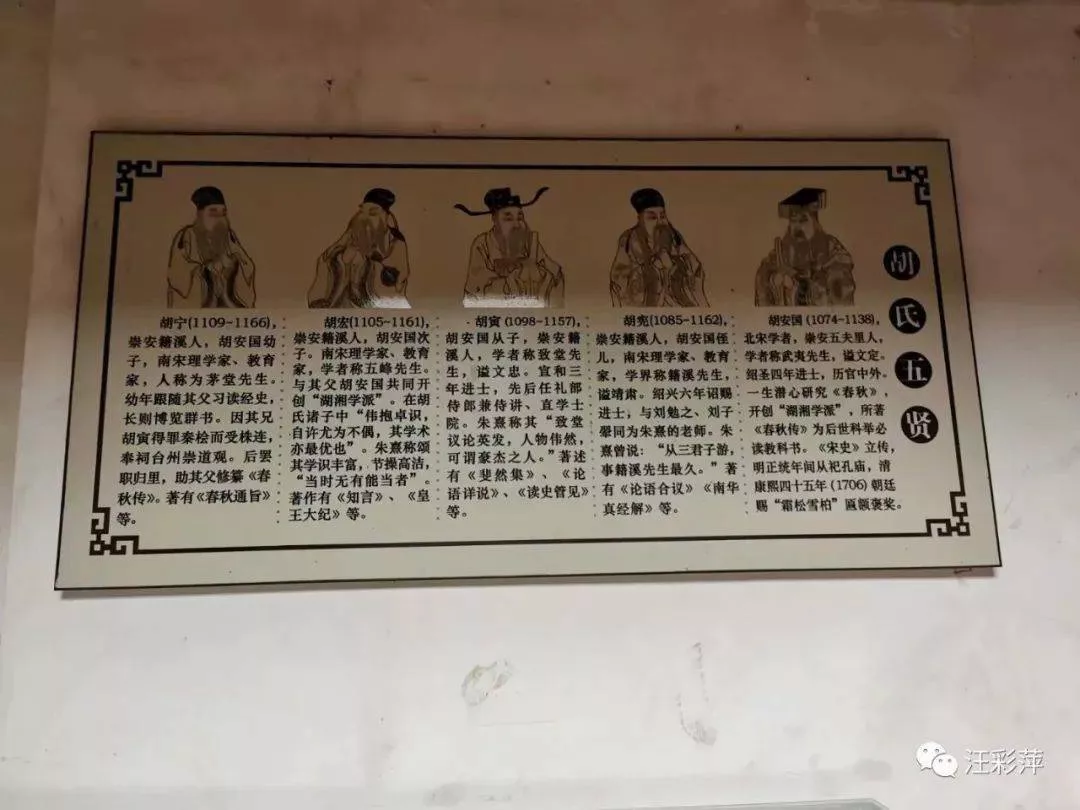 胡氏五贤
胡安国 (1074~1138),
北宋学者，崇安五夫里人，
学者称武夷先生，谥文定。
绍圣四年进士，历官中外。
一生潜心研究《春秋》，
开创“湖湘学派”，所著
《春秋传》为后世科举必
读教科书。《宋史》立传，
明正统年间从祀孔庙，清
康熙四十五年 (1706) 朝廷
赐“霜松雪柏”匾额褒奖。
胡宪(1085~1162),
崇安籍溪人，胡安国侄
儿，南宋理学家、教育
家，学界称籍溪先生，
谥靖肃。绍兴六年诏赐
进士，与刘勉之、刘子
翚同为朱熹的老师。朱
熹曾说：“从三君子游，
事籍溪先生最久。”著
有《论语合议》《南华
真经解》等。
胡寅 (1098~1157),
胡安国从子，崇安籍
溪人，学者称致堂先
生，谥文忠。宣和三
年进士，先后任礼部
侍郎兼侍讲、直学士
院。朱熹称其“致堂
议论英发，人物伟然，
可谓豪杰之人。”著述
有《斐然集》、《论
语详说》、《读史管见》
等。
胡宏(1105~1161),
崇安籍溪人，胡安国次
子。南宋理学家、教育
家，学者称五峰先生。
与其父胡安国共同开
创“湖湘学派”。在胡
氏诸子中“伟抱卓识，
自许尤为不偶，其学术
亦最优也”。朱熹称颂
其学识丰富，节操高洁，
“当时无有能当者”。
著作有《知言》、《皇
王大纪》等。
胡宁(1109~1166),
崇安籍溪人，胡安国幼
子，南宋理学家、教育
家，人称为茅堂先生。
幼年跟随其父习读经史，
长则博览群书。因其兄
胡寅得罪秦桧而受株连，
奉祠台州崇道观。后罢
职归里，助其父修纂《春
秋传》。著有《春秋通旨》
等。
汪彩萍